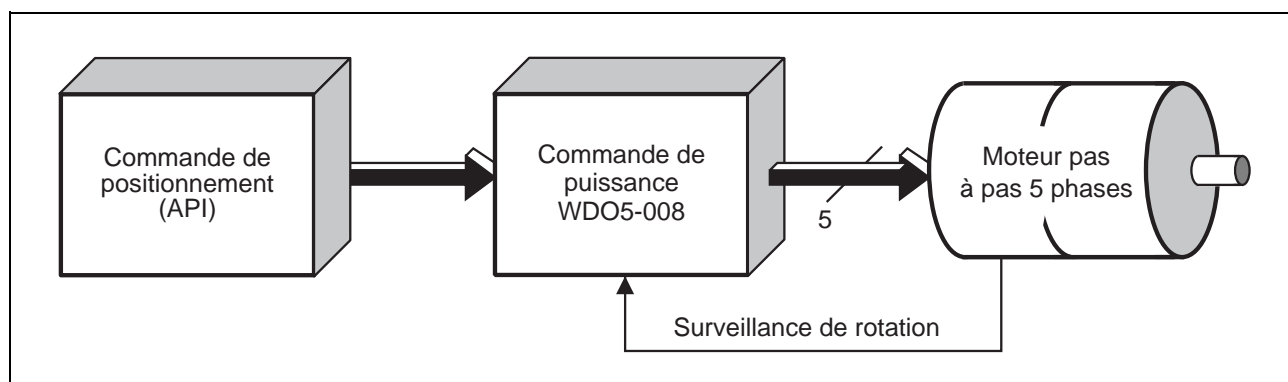 Commande de
positionnement
(API)
Commande de
puissance
WDO5-008
5
Moteur pas
à pas 5 phases
Surveillance de rotation